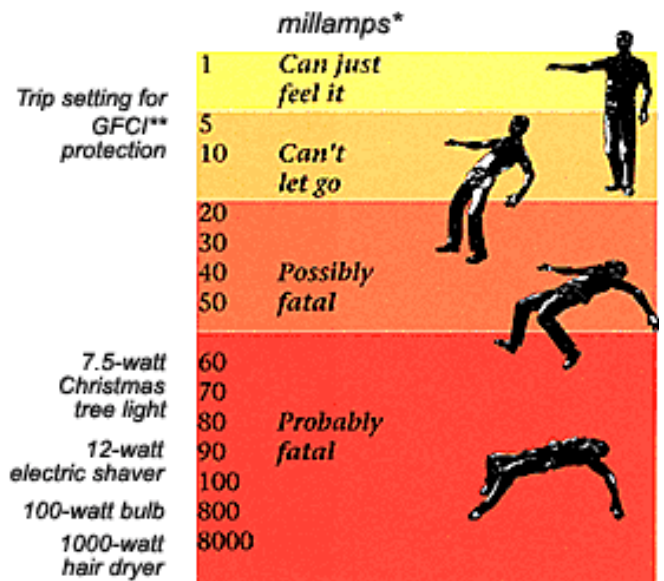 millamps*
1 Can just
feel it
Trip setting for
GFCI**
protection
5
10 Can't
let go
20
30
40 Possibly
50 fatal
7.5-watt
Christmas
tree light
60
70
80 Probably
90 fatal
12-watt
electric shaver
100
100-watt bulb 800
1000-watt 8000
hair dryer